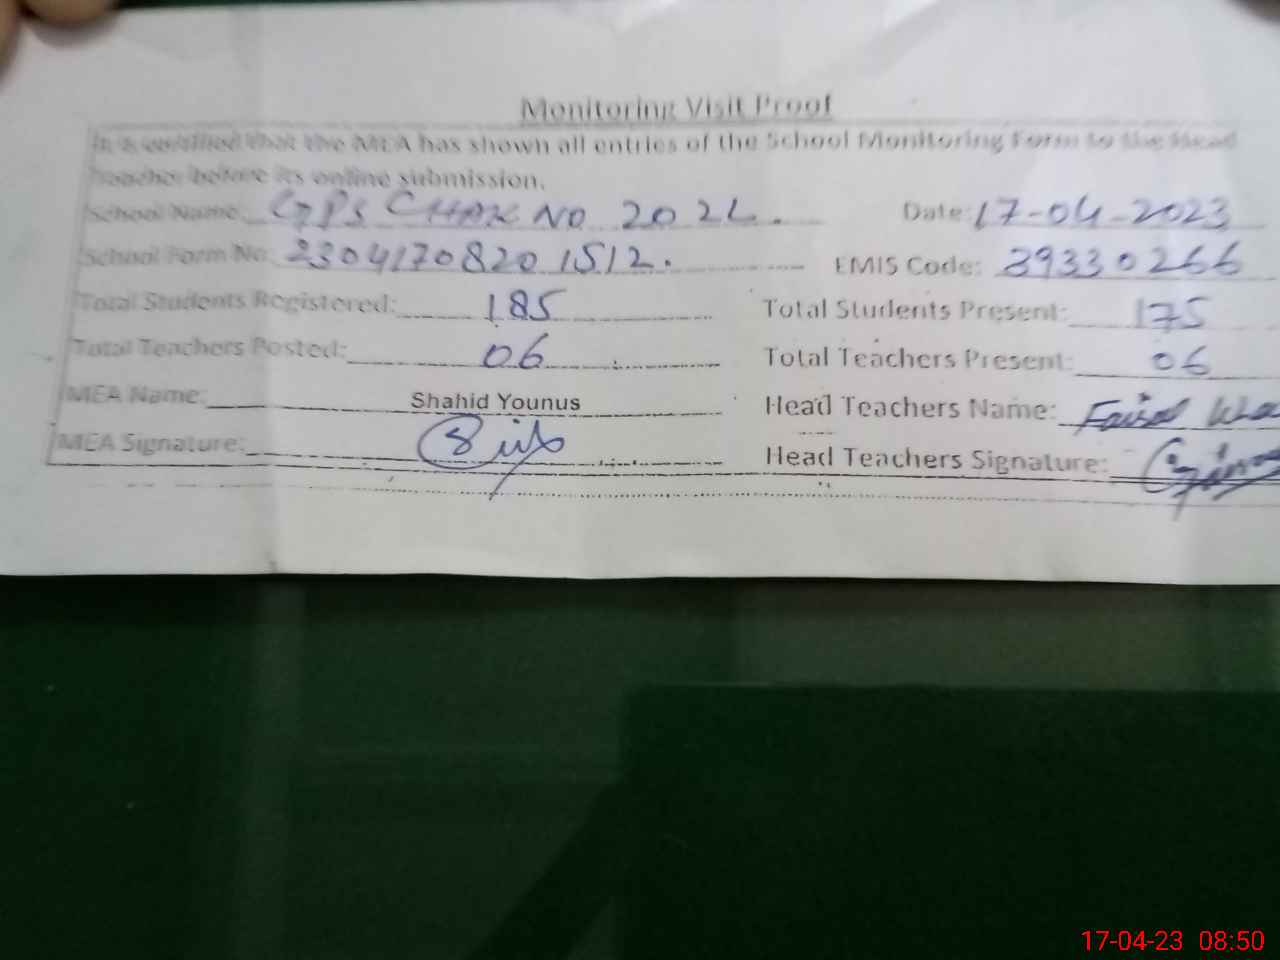 Monitoring Visit Proof
It is certified that the MEA has shown all entries of the School Monitoring Form to the Head
Teacher before its online submission.
School Name: GPS CHAK NO 202L. Date: 17-04-2023
School Form No: 2304170820 1512. EMIS Code: 39330266
Total Students Registered: 185 Total Students Present: 175
Total Teachers Posted: 06 Total Teachers Present: 06
MEA Name: Shahid Younus Head Teachers Name: Faisal
MEA Signature: Head Teachers Signature:
17-04-23 08:50